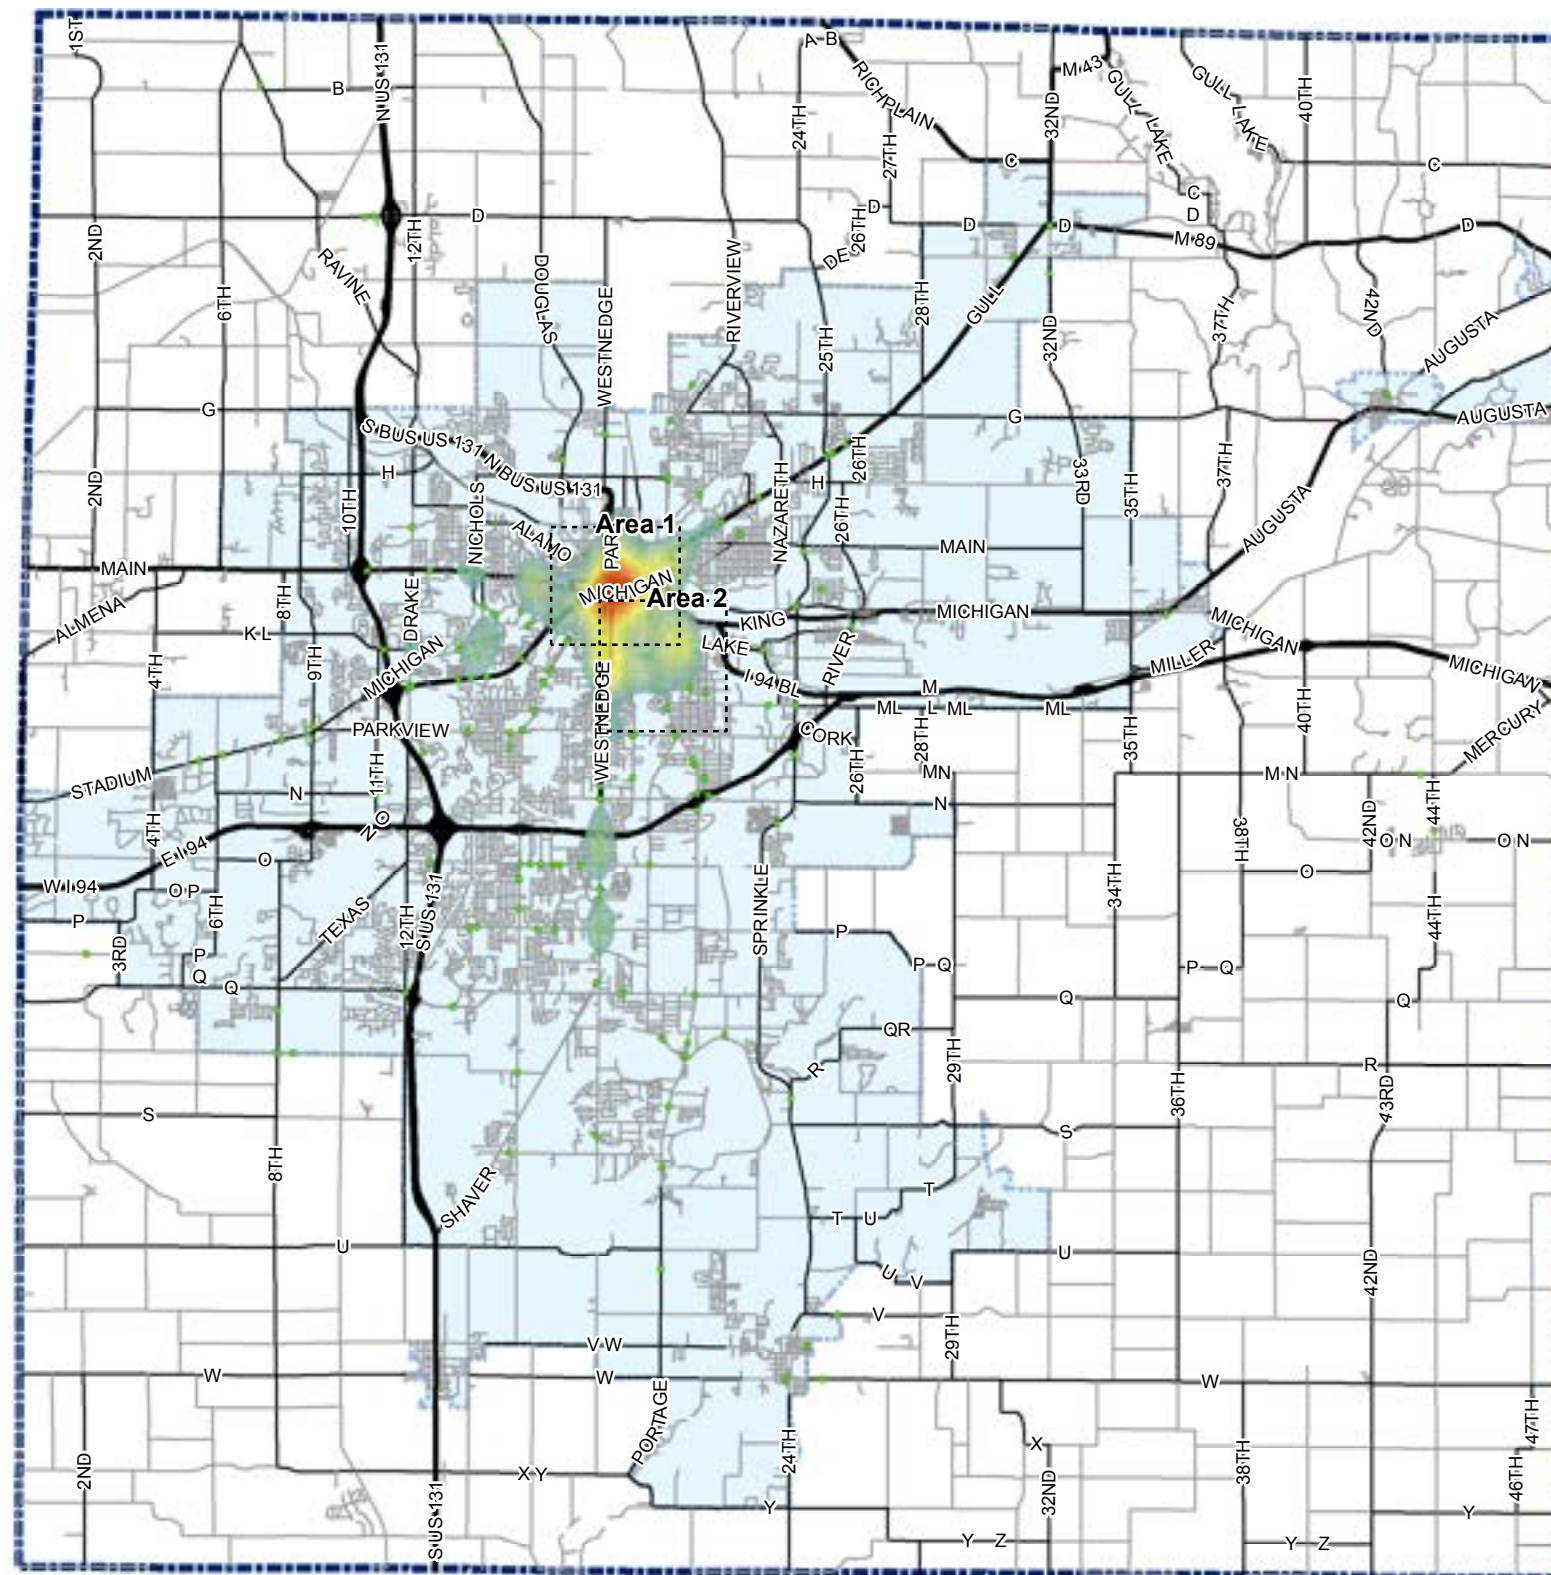 1ST
N US 131
A B
RICHPLAIN
M 43
GULL LAKE
GULL LAKE
40TH
B
24TH
27TH
32ND
C
C
C
D
2ND
6TH
RAVINE
12TH
D
DOUGLAS
WESTNEDGE
RIVERVIEW
D
26TH
DE
D
D
M 89
D
28TH
GULL
25TH
32ND
37TH
42ND
AUGUSTA
G
G
AUGUSTA
S BUS US 131
N BUS US 131
H
H
2ND
10TH
NICHOLS
ALAMO
NAZARETH
26TH
26TH
33RD
35TH
37TH
AUGUSTA
Area 1
PAR
MAIN
MAIN
MICHIGAN
Area 2
ALMENA
8TH
DRAKE
K L
4TH
9TH
MICHIGAN
KING
LAKE
RIVER
MICHIGAN
MICHIGAN
MILLER
MICHIGAN
I 94 BL
M
ML
L
ML
ML
WESTNEDGE
PARKVIEW
CORK
28TH
35TH
40TH
MERCURY
STADIUM
11TH
N
26TH
MN
M N
N
4TH
N O
E I 94
O
38TH
42ND
44TH
O N
O N
W I 94
O P
P
6TH
TEXAS
12TH
S US 131
SPRINKLE
34TH
O
44TH
3RD
P
Q
Q
P
P Q
P Q
Q
Q
QR
R
29TH
36TH
R
43RD
S
S
8TH
SHAVER
T
T U
U
U
U V
42ND
V
29TH
V W
W
W
W
PORTAGE
24TH
2ND
X Y
X
32ND
38TH
47TH
46TH
S US 131
Y
Y Z
Y Z
Y